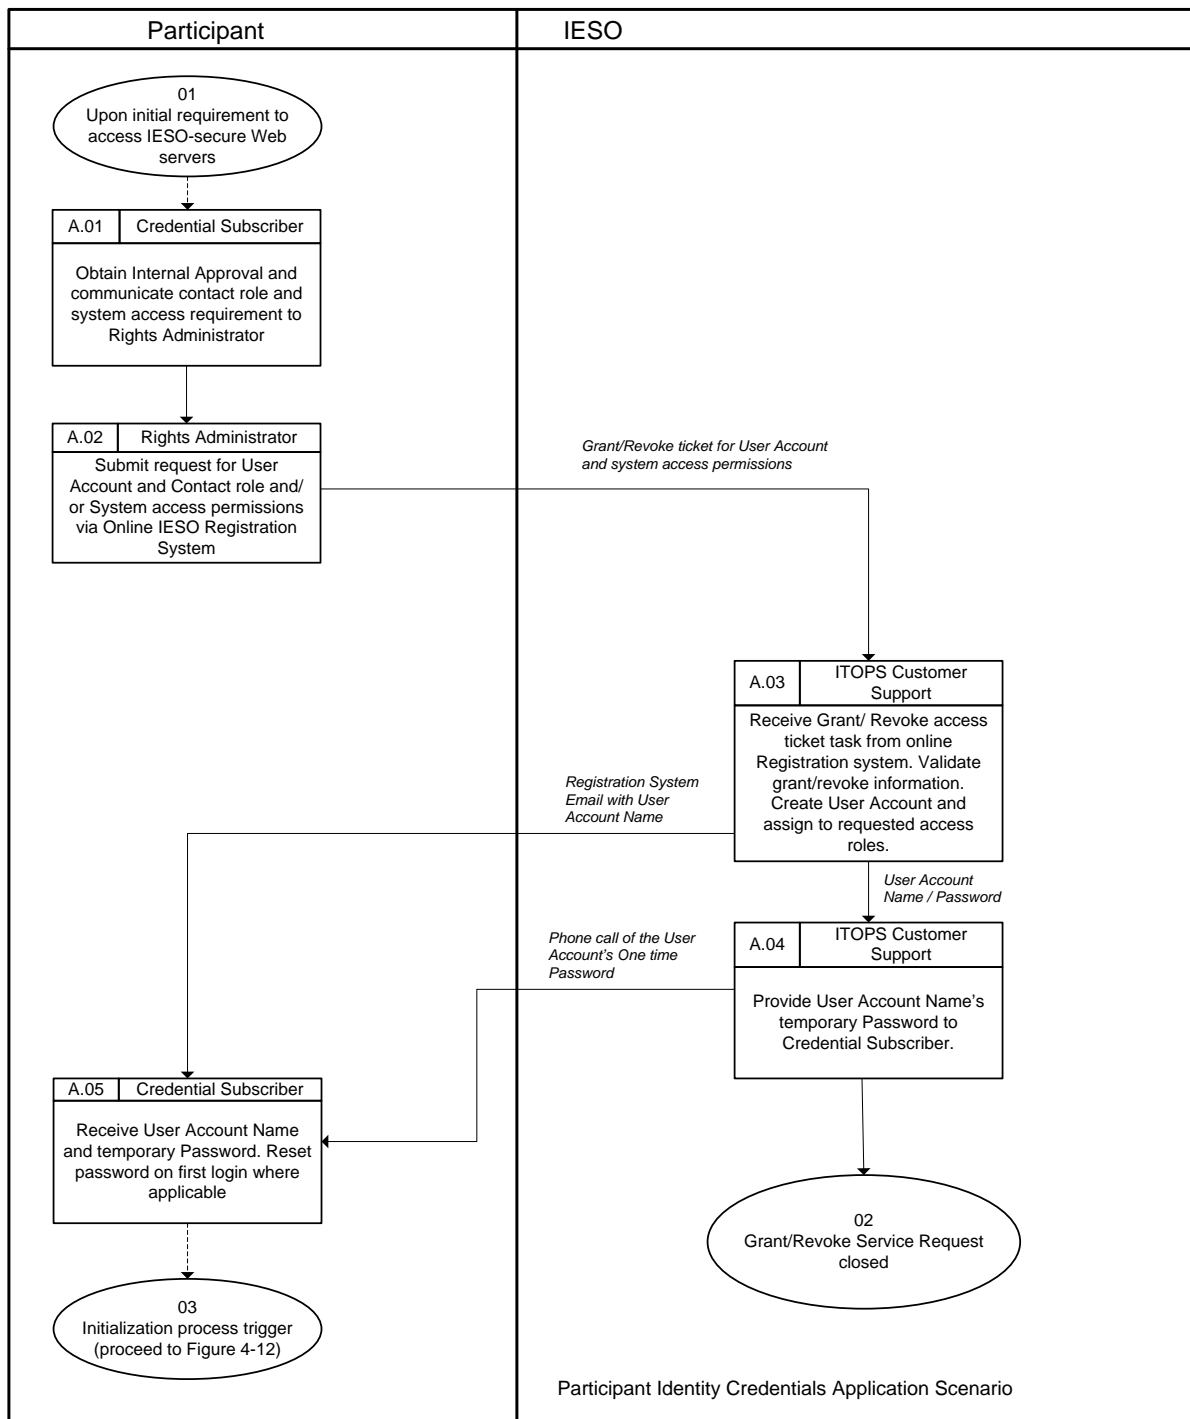 Participant
IESO
01
Upon initial requirement to
access IESO-secure Web
servers
A.01
Credential Subscriber
Obtain Internal Approval and
communicate contact role and
system access requirement to
Rights Administrator
A.02
Rights Administrator
Submit request for User
Account and Contact role and/
or System access permissions
via Online IESO Registration
System
Grant/Revoke ticket for User Account
and system access permissions
A.03
ITOPS Customer
Support
Receive Grant/ Revoke access
ticket task from online
Registration system. Validate
grant/revoke information.
Create User Account and
assign to requested access
roles.
Registration System
Email with User
Account Name
User Account
Name / Password
A.04
ITOPS Customer
Support
Provide User Account Name's
temporary Password to
Credential Subscriber.
Phone call of the User
Account's One time
Password
A.05
Credential Subscriber
Receive User Account Name
and temporary Password. Reset
password on first login where
applicable
02
Grant/Revoke Service Request
closed
03
Initialization process trigger
(proceed to Figure 4-12)
Participant Identity Credentials Application Scenario